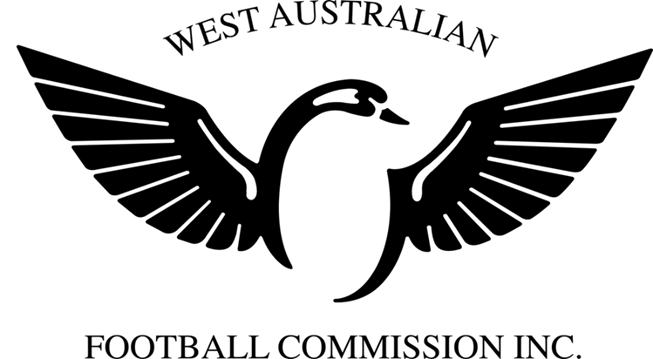 WEST AUSTRALIAN
FOOTBALL COMMISSION INC.